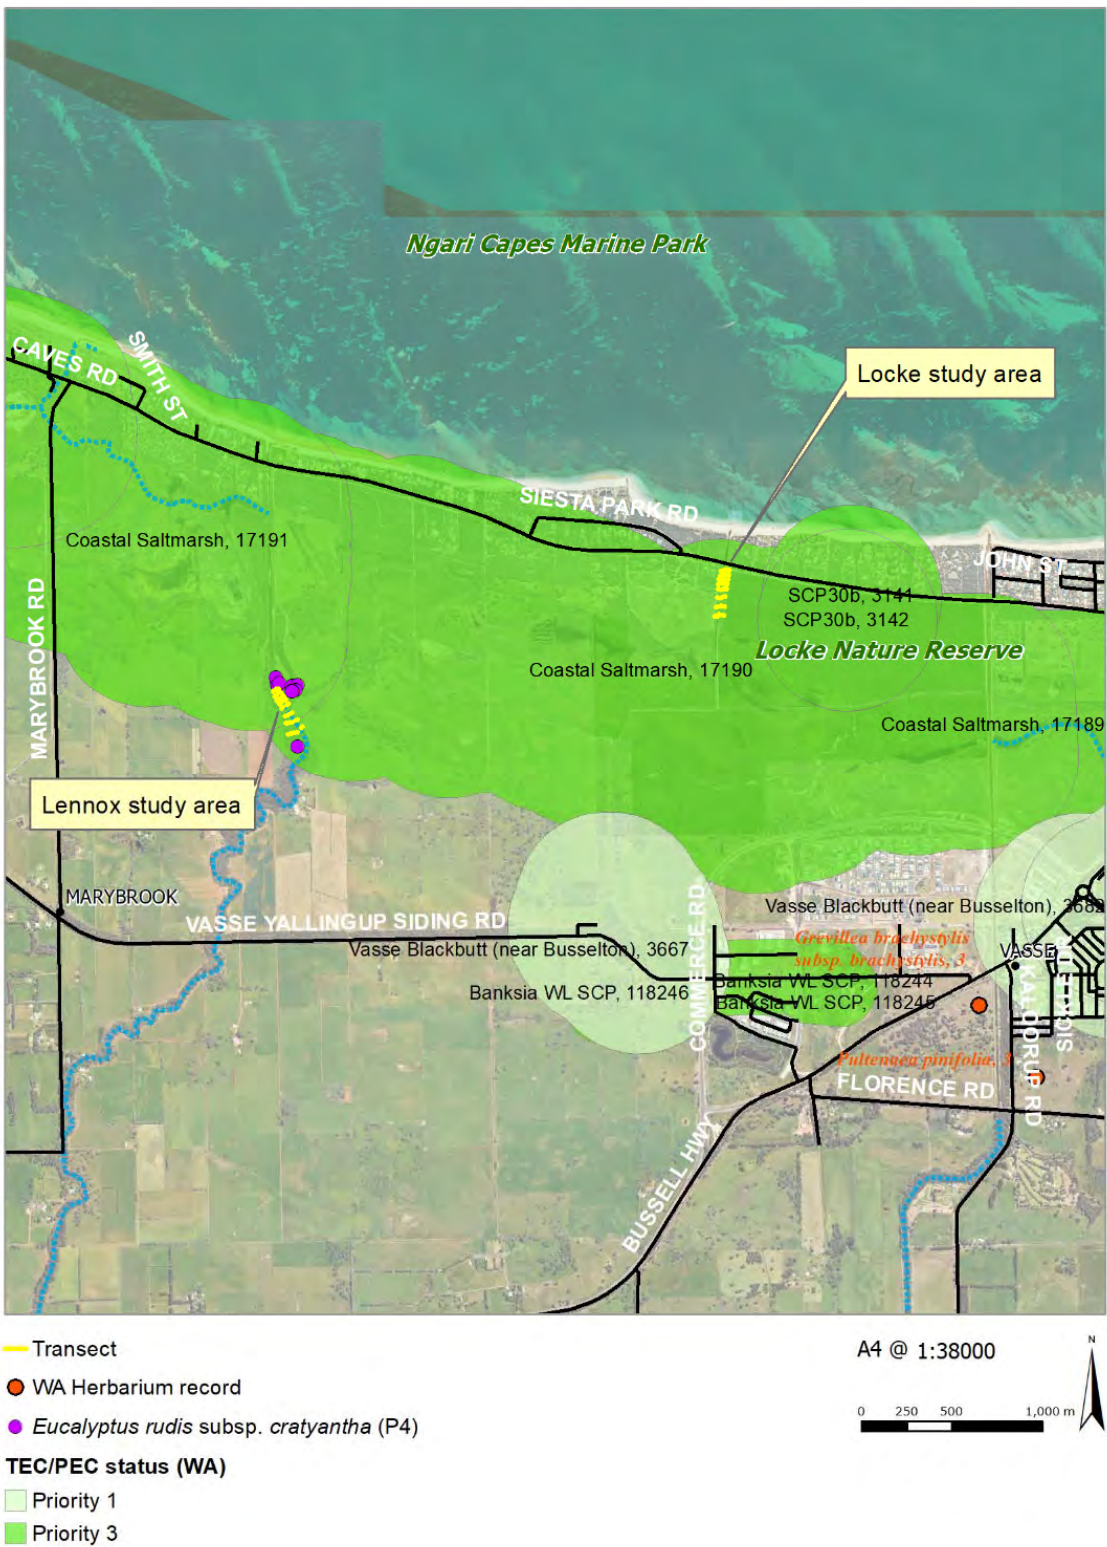 Ngari Capes Marine Park
CAVES RD
SMITH ST
Locke study area
SIESTA PARK RD
Coastal Saltmarsh, 17191
JOHN ST
SCP30b, 3141
SCP30b, 3142
MARYBROOK RD
Locke Nature Reserve
Coastal Saltmarsh, 17190
Coastal Saltmarsh, 17189
Lennox study area
MARYBROOK
VASSE YALLINGUP SIDING RD
COMMERCE RD
Vasse Blackbutt (near Busselton), 3682
Vasse Blackbutt (near Busselton), 3667
Grevillea brachystylis
subsp. brachystylis, 3
VASSE
Banksia WL SCP, 118246
Banksia WL SCP, 118244
Banksia WL SCP, 118245
KALOORUP RD
Pultenaea pinifolia, 3
FLORENCE RD
BUSSELL HWY
Transect
WA Herbarium record
Eucalyptus rudis subsp. cratyantha (P4)
TEC/PEC status (WA)
Priority 1
Priority 3
A4 @ 1:38000
N
0 250 500 1,000 m